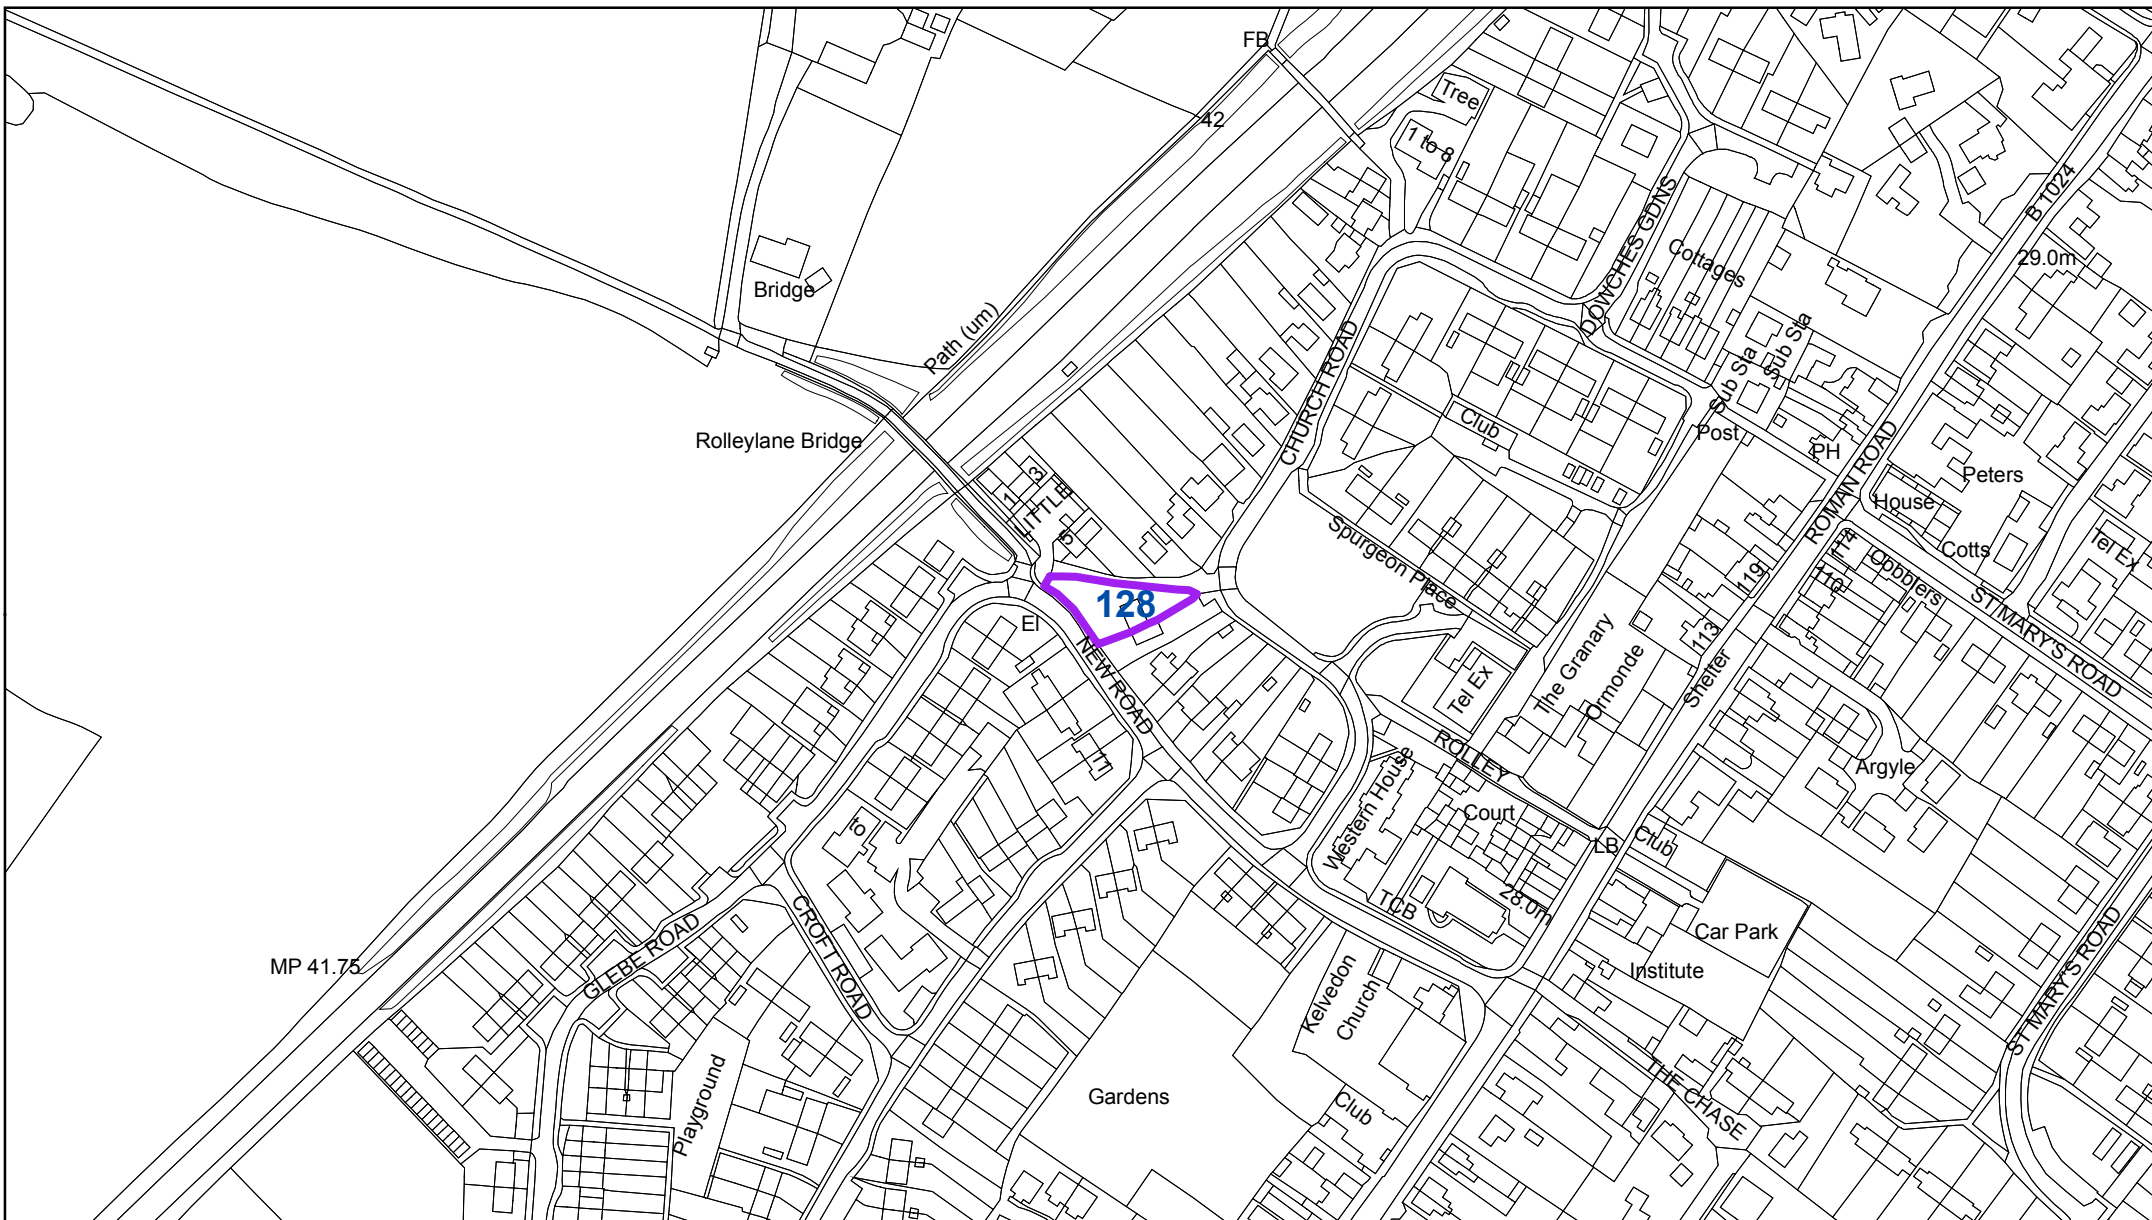 FB
Tree
42
1 to 8
B 1024
DOWCHES GDNS
Cottages
29.0m
Bridge
Path (um)
Sub Sta
Sub Sta
CHURCH ROAD
Club
Post
Rolleylane Bridge
PH
ROMAN ROAD
Peters
House
3
1
LITTLE
5
Spurgeon Place
114
110
Cobblers
Cotts
Tel Ex
119
128
ST MARY'S ROAD
El
NEW ROAD
113
The Granary
Ormonde
Shelter
Tel Ex
ROLLEY
11
Western House
Argyle
to
Court
LB
Club
TCB
28.0m
CROFT ROAD
GLEBE ROAD
Car Park
MP 41.75
Institute
Kelvedon
Church
ST MARY'S ROAD
Playground
Gardens
Club
THE CHASE